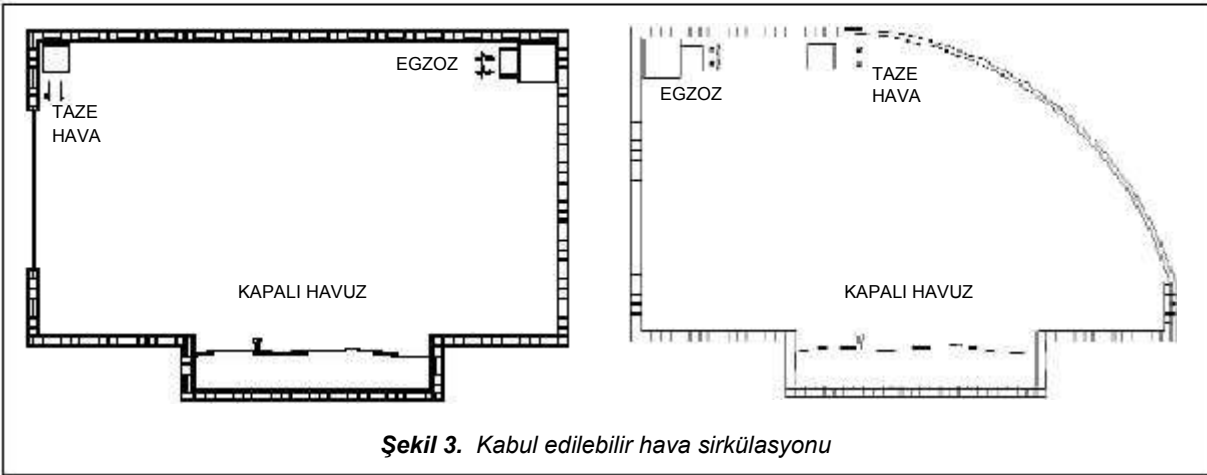 EGZOZ
TAZE
HAVA
KAPALI HAVUZ
EGZOZ
TAZE
HAVA
KAPALI HAVUZ
Şekil 3. Kabul edilebilir hava sirkülasyonu